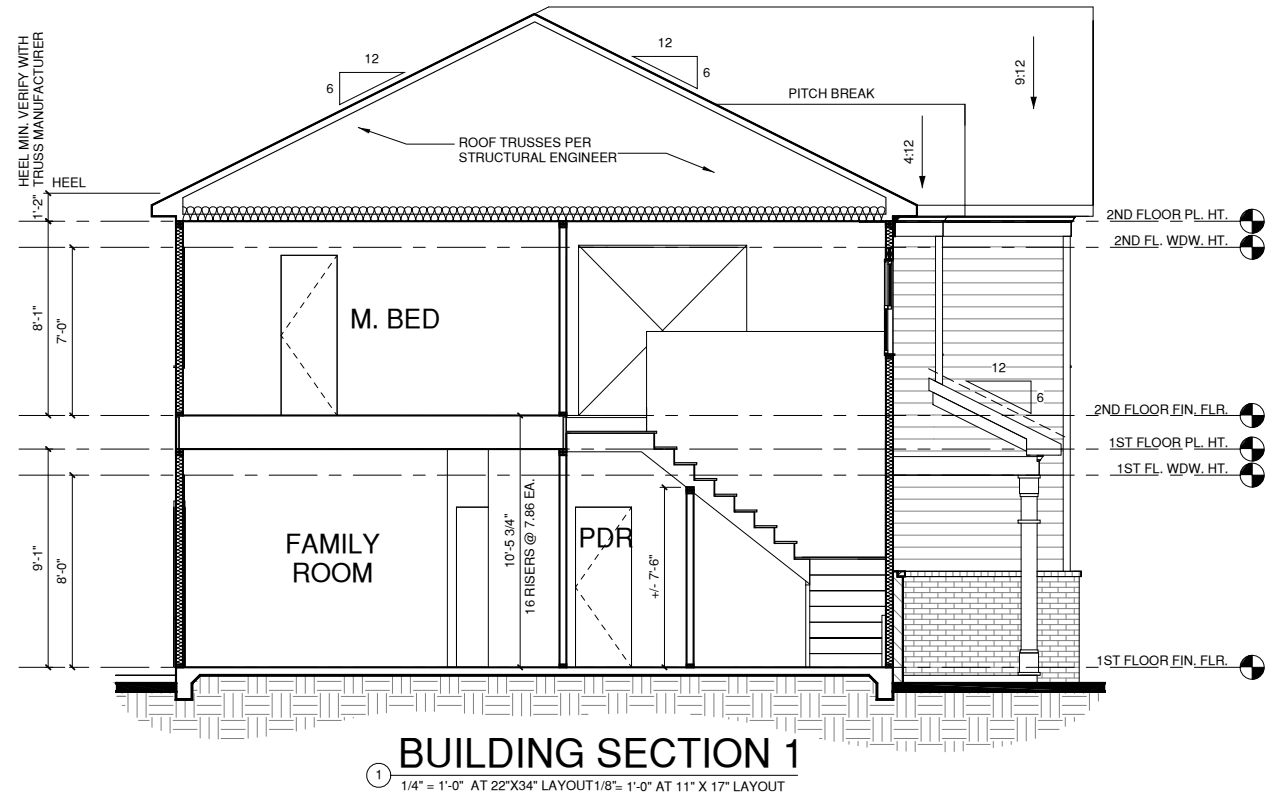 12
12
6
6
PITCH BREAK
9:12
4:12
HEEL MIN. VERIFY WITH
TRUSS MANUFACTURER
ROOF TRUSSES PER
STRUCTURAL ENGINEER
HEEL
1'-2"
2ND FLOOR PL. HT.
2ND FL. WDW. HT.
8'-1"
7'-0"
M. BED
12
6
2ND FLOOR FIN. FLR.
1ST FLOOR PL. HT.
1ST FL. WDW. HT.
9'-1"
8'-0"
FAMILY
ROOM
10'-5 3/4"
16 RISERS @ 7.86 EA.
PDR
+/- 7'-6"
1ST FLOOR FIN. FLR.
BUILDING SECTION 1
1
1/4" = 1'-0" AT 22"X34" LAYOUT1/8"= 1'-0" AT 11" X 17" LAYOUT